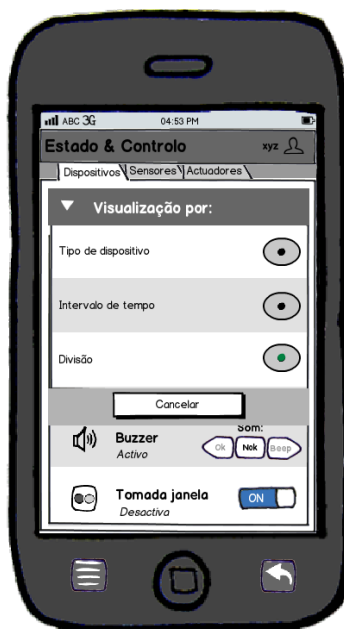 ABC 3G 04:53 PM
Estado & Controlo xyz
Dispositivos Sensores Actuadores
Visualização por:
Tipo de dispositivo
Intervalo de tempo
Divisão
Cancelar
Som:
Buzzer Ok Nok Beep
Activo
Tomada janela ON
Desactiva